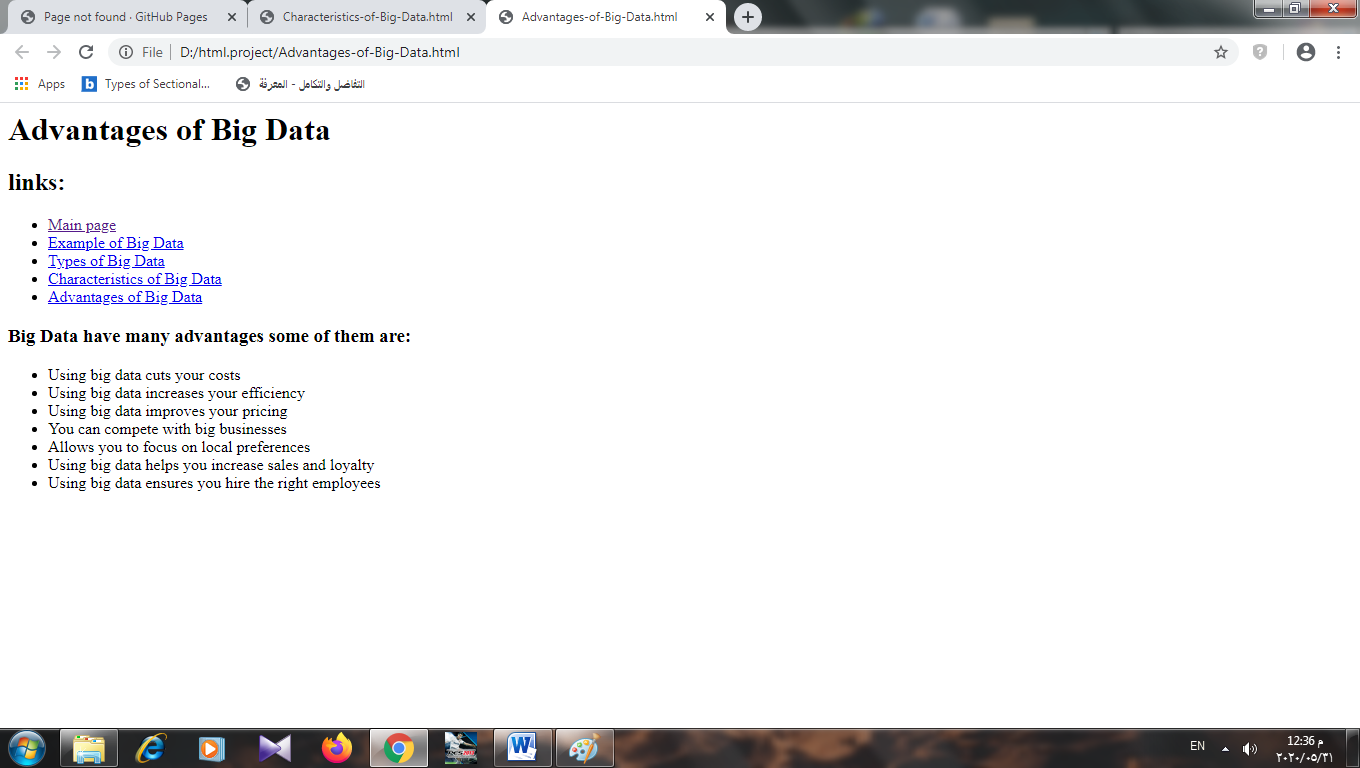 Page not found · GitHub Pages
Characteristics-of-Big-Data.html
Advantages-of-Big-Data.html
File
D:/html.project/Advantages-of-Big-Data.html
Apps
Types of Sectional...
التفاضل والتكامل - المعرفة
Advantages of Big Data
links:
Main page
Example of Big Data
Types of Big Data
Characteristics of Big Data
Advantages of Big Data
Big Data have many advantages some of them are:
Using big data cuts your costs
Using big data increases your efficiency
Using big data improves your pricing
You can compete with big businesses
Allows you to focus on local preferences
Using big data helps you increase sales and loyalty
Using big data ensures you hire the right employees
EN
12:36 م
٢٠٢٠/٠٥/٣١